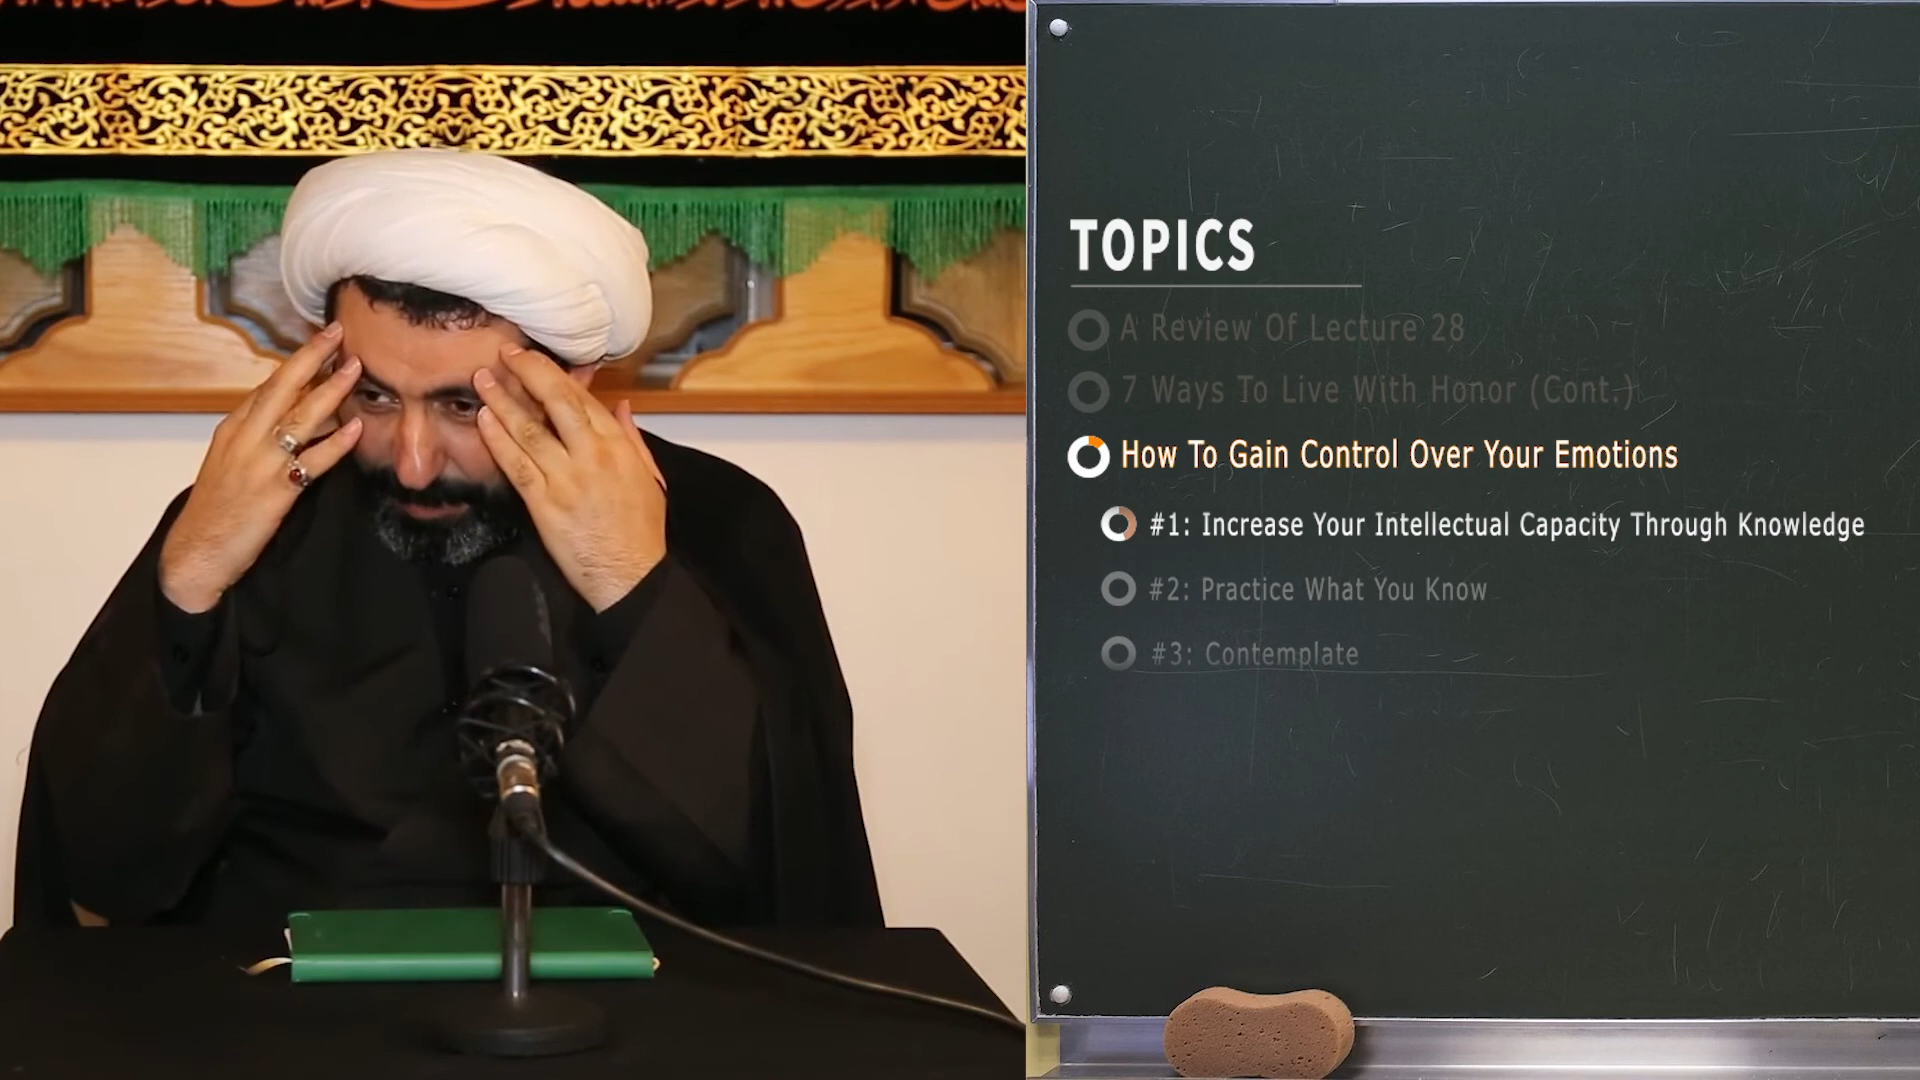 TOPICS
A Review Of Lecture 28
7 Ways To Live With Honor (Cont.)
How To Gain Control Over Your Emotions
#1: Increase Your Intellectual Capacity Through Knowledge
#2: Practice What You Know
#3: Contemplate